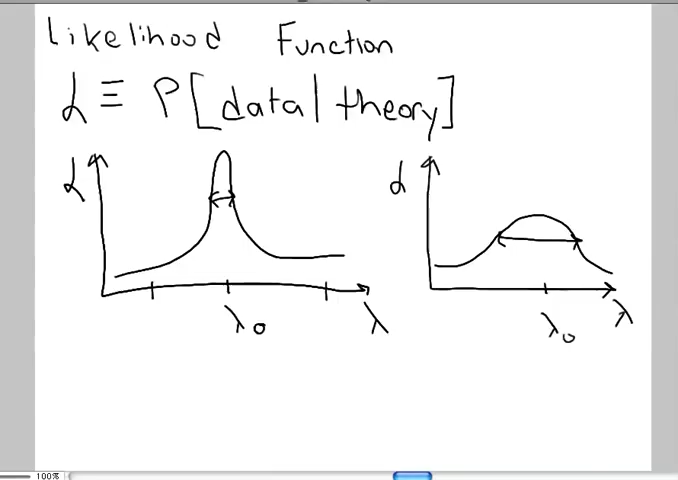 Likelihood Function
ℒ ≡ P[data|theory]
ℒ ℒ
λ₀ λ λ₀ λ
100%